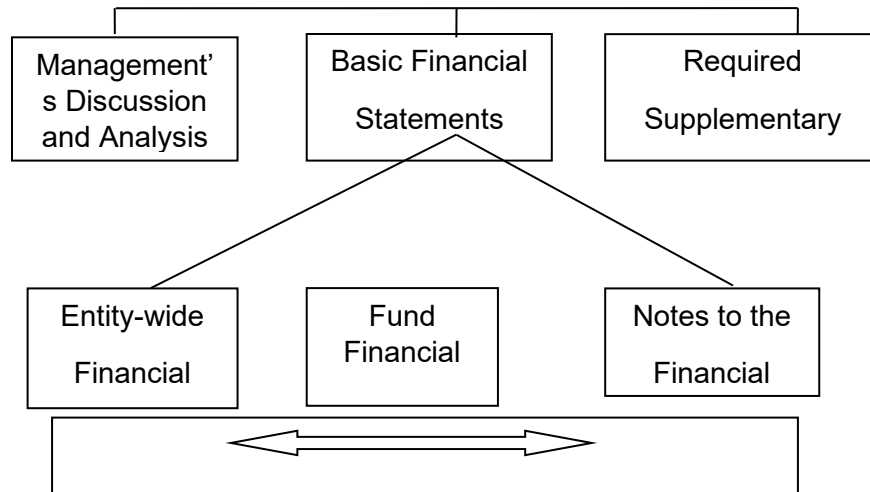 Management’
s Discussion
and Analysis
Basic Financial
Statements
Required
Supplementary
Entity-wide
Financial
Fund
Financial
Notes to the
Financial